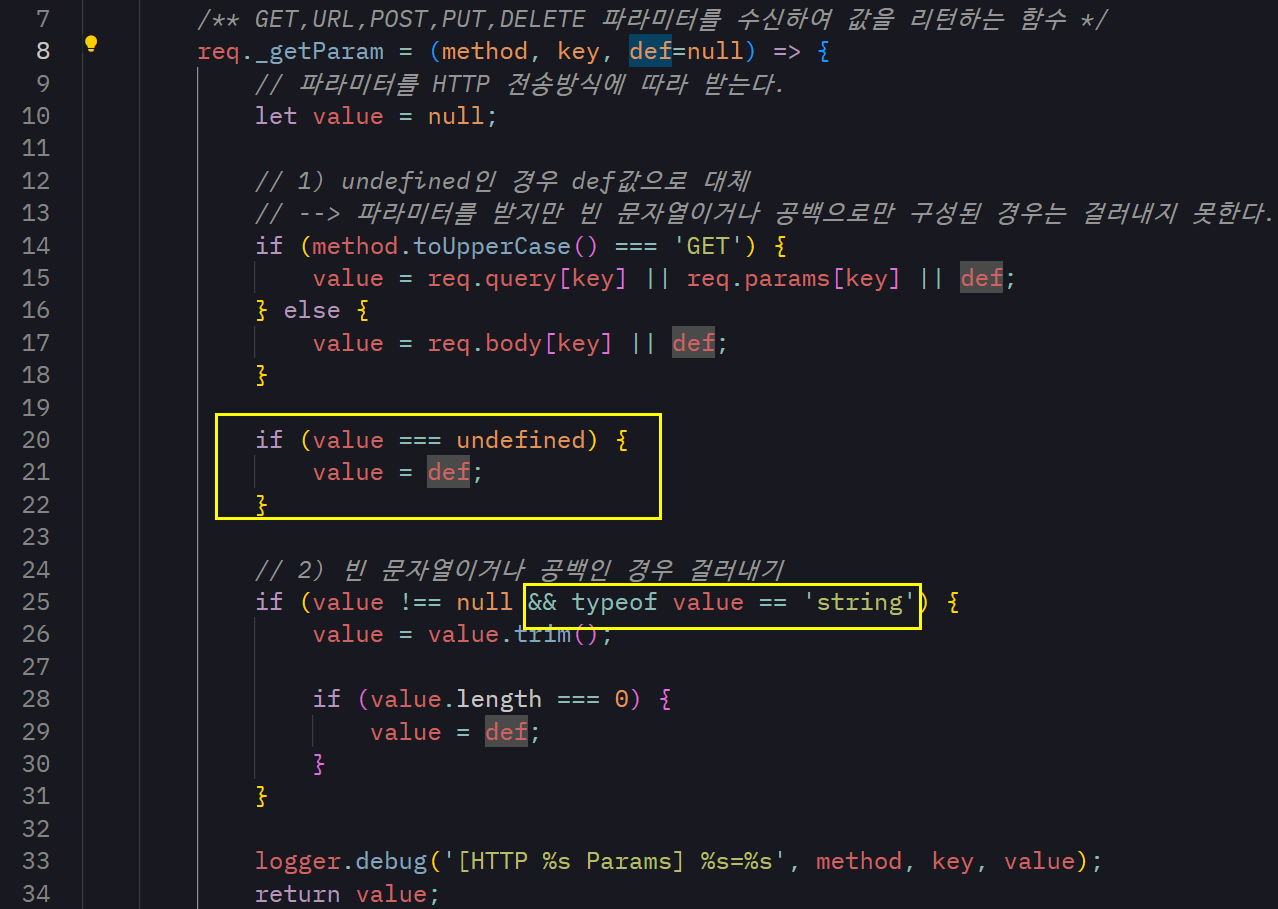 7 /** GET,URL,POST,PUT,DELETE 파라미터를 수신하여 값을 리턴하는 함수 */
8 req._getParam = (method, key, def=null) => {
9 // 파라미터를 HTTP 전송방식에 따라 받는다.
10 let value = null;
11
12 // 1) undefined인 경우 def값으로 대체
13 // --> 파라미터를 받지만 빈 문자열이거나 공백으로만 구성된 경우는 걸러내지 못한다.
14 if (method.toUpperCase() === 'GET') {
15 value = req.query[key] || req.params[key] || def;
16 } else {
17 value = req.body[key] || def;
18 }
19
20 if (value === undefined) {
21 value = def;
22 }
23
24 // 2) 빈 문자열이거나 공백인 경우 걸러내기
25 if (value !== null && typeof value == 'string') {
26 value = value.trim();
27
28 if (value.length === 0) {
29 value = def;
30 }
31 }
32
33 logger.debug('[HTTP %s Params] %s=%s', method, key, value);
34 return value;